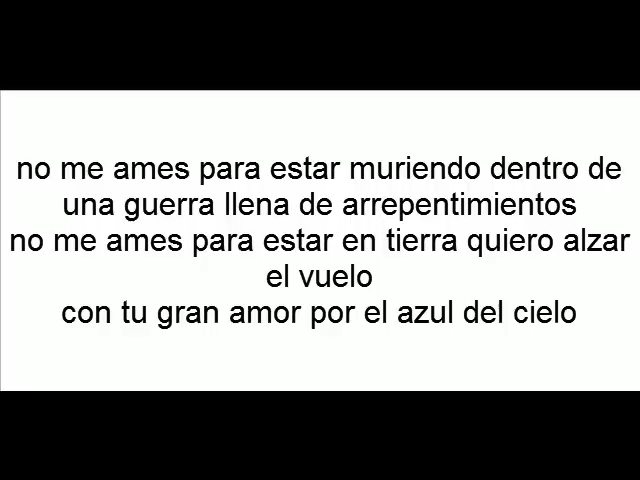 no me ames para estar muriendo dentro de
una guerra llena de arrepentimientos
no me ames para estar en tierra quiero alzar
el vuelo
con tu gran amor por el azul del cielo